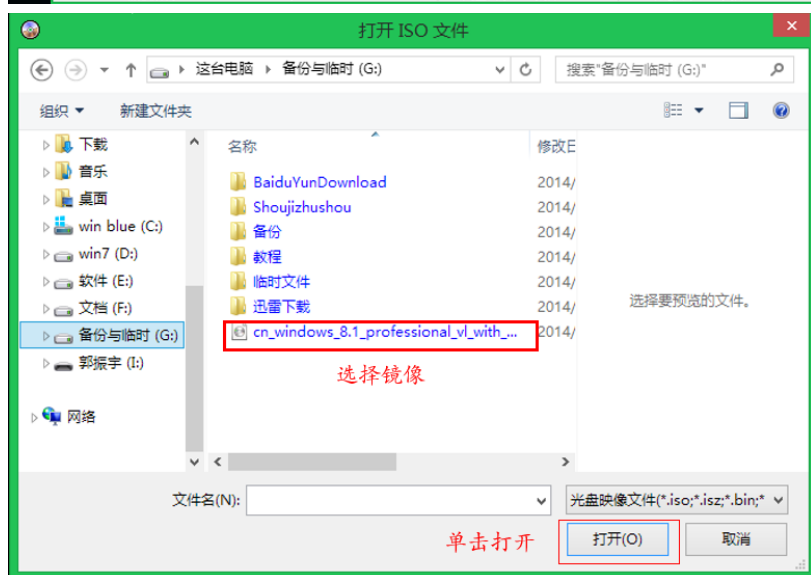 打开 ISO 文件
这台电脑 备份与临时 (G:)
搜索"备份与临时 (G:)"
组织 新建文件夹
名称 修改日
下载
音乐
桌面
win blue (C:)
win7 (D:)
软件 (E:)
文档 (F:)
备份与临时 (G:)
郭振宇 (I:)
网络
BaiduYunDownload 2014/
Shoujizhushou 2014/
备份 2014/
教程 2014/
临时文件 2014/
迅雷下载 2014/
cn_windows_8.1_professional_vl_with_... 2014/
选择要预览的文件。
选择镜像
文件名(N):
光盘映像文件(*.iso;*.isz;*.bin;*
单击打开
打开(O)
取消